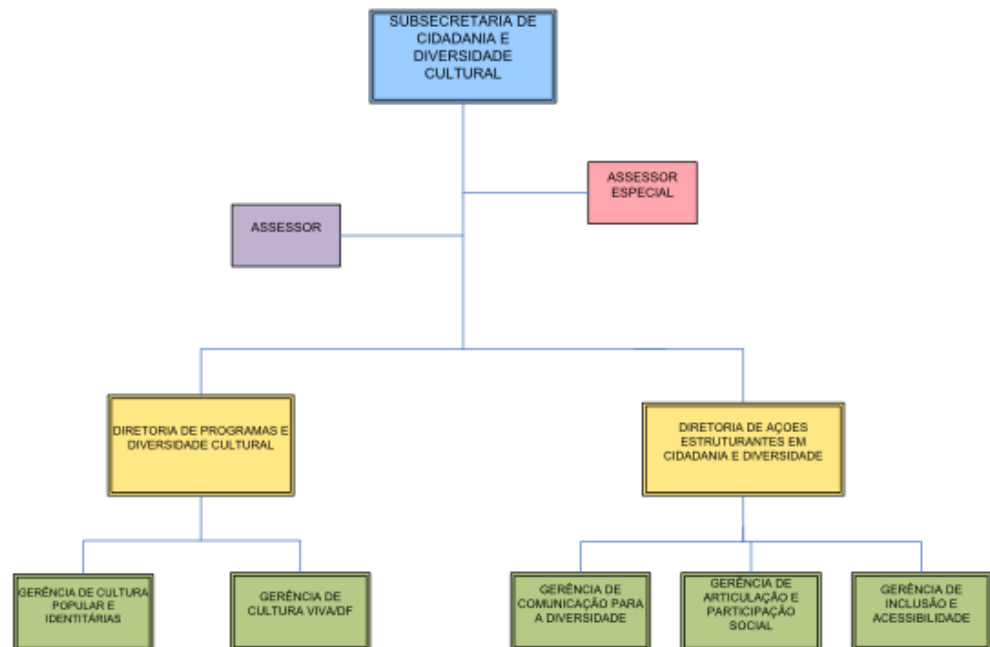 SUBSECRETARIA DE
CIDADANIA E
DIVERSIDADE
CULTURAL
ASSESSOR
ESPECIAL
ASSESSOR
DIRETORIA DE PROGRAMAS E
DIVERSIDADE CULTURAL
DIRETORIA DE AÇOES
ESTRUTURANTES EM
CIDADANIA E DIVERSIDADE
GERÊNCIA DE CULTURA
POPULAR E
IDENTITÁRIAS
GERÊNCIA DE
CULTURA VIVA/DF
GERÊNCIA DE
COMUNICAÇÃO PARA
A DIVERSIDADE
GERÊNCIA DE
ARTICULAÇÃO E
PARTICIPAÇÃO
SOCIAL
GERÊNCIA DE
INCLUSÃO E
ACESSIBILIDADE